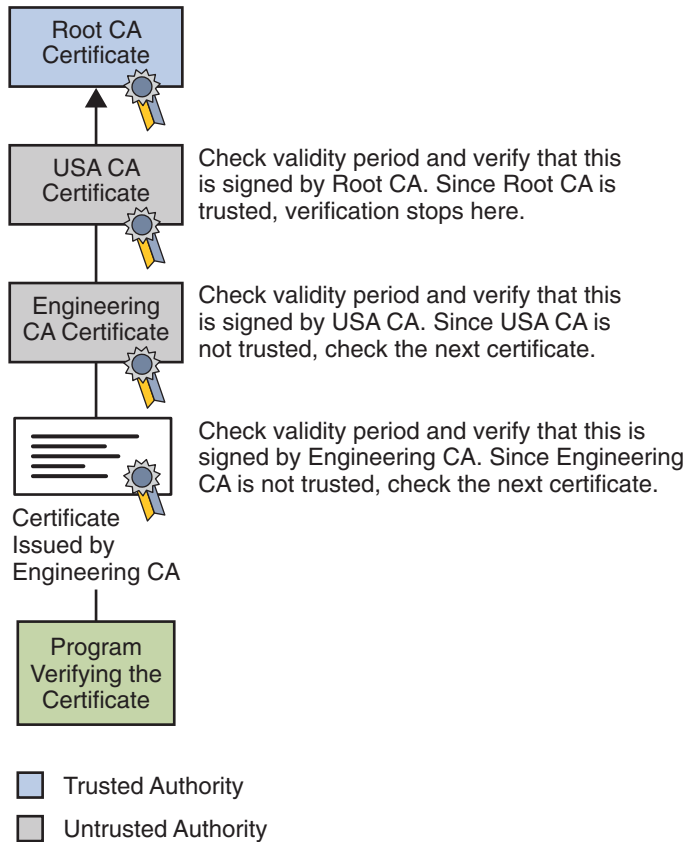 Root CA
Certificate
USA CA
Certificate
Check validity period and verify that this
is signed by Root CA. Since Root CA is
trusted, verification stops here.
Engineering
CA Certificate
Check validity period and verify that this
is signed by USA CA. Since USA CA is
not trusted, check the next certificate.
Check validity period and verify that this is
signed by Engineering CA. Since Engineering
CA is not trusted, check the next certificate.
Certificate
Issued by
Engineering CA
Program
Verifying the
Certificate
Trusted Authority
Untrusted Authority